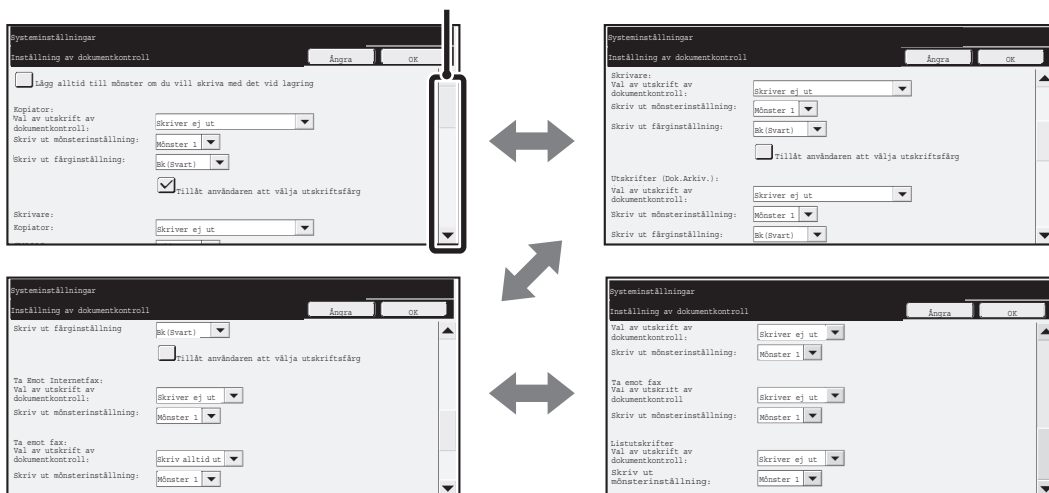 Systeminställningar
Inställning av dokumentkontroll
Ångra
OK
Lägg alltid till mönster om du vill skriva med det vid lagring
Kopiator:
Val av utskrift av
dokumentkontroll:
Skriver ej ut
Skriv ut mönsterinställning:
Mönster 1
Skriv ut färginställning:
Bk(Svart)
Tillåt användaren att välja utskriftsfärg
Skrivare:
Kopiator:
Skriver ej ut
Systeminställningar
Inställning av dokumentkontroll
Ångra
OK
Skrivare:
Val av utskrift av
dokumentkontroll:
Skriver ej ut
Skriv ut mönsterinställning:
Mönster 1
Skriv ut färginställning:
Bk(Svart)
Tillåt användaren att välja utskriftsfärg
Utskrifter (Dok.Arkiv.):
Val av utskrift av
dokumentkontroll:
Skriver ej ut
Skriv ut mönsterinställning:
Mönster 1
Skriv ut färginställning:
Bk(Svart)
Systeminställningar
Inställning av dokumentkontroll
Ångra
OK
Skriv ut färginställning
Bk(Svart)
Tillåt användaren att välja utskriftsfärg
Ta Emot Internetfax:
Val av utskrift av
dokumentkontroll:
Skriver ej ut
Skriv ut mönsterinställning:
Mönster 1
Ta emot fax:
Val av utskrift av
dokumentkontroll:
Skriv alltid ut
Skriv ut mönsterinställning:
Mönster 1
Systeminställningar
Inställning av dokumentkontroll
Ångra
OK
Val av utskrift av
dokumentkontroll:
Skriver ej ut
Skriv ut mönsterinställning:
Mönster 1
Ta emot fax
Val av utskrift av
dokumentkontroll
Skriver ej ut
Skriv ut mönsterinställning:
Mönster 1
Listutskrifter
Val av utskrift av
dokumentkontroll:
Skriver ej ut
Skriv ut
mönsterinställning:
Mönster 1